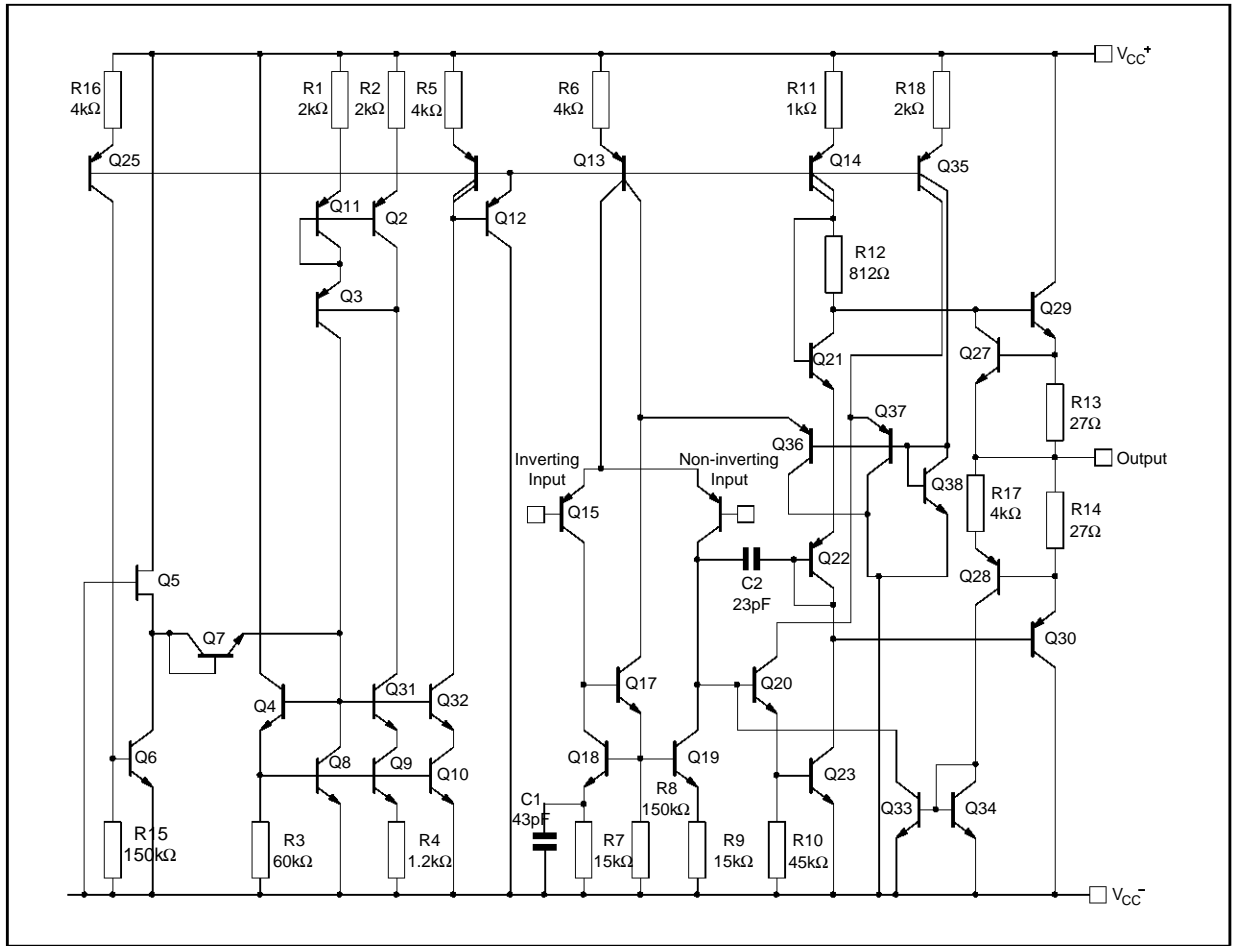 VCC+
R16
4kΩ
R1
2kΩ
R2
2kΩ
R5
4kΩ
R6
4kΩ
R11
1kΩ
R18
2kΩ
Q25
Q13
Q14
Q35
Q11
Q2
Q12
R12
812Ω
Q3
Q29
Q21
Q27
R13
27Ω
Q37
Q36
Output
Inverting
Input
Non-inverting
Input
Q38
R17
4kΩ
R14
27Ω
Q15
Q22
Q5
C2
23pF
Q28
Q7
Q30
Q4
Q31
Q32
Q17
Q20
Q6
Q8
Q9
Q10
Q18
Q19
Q23
R8
150kΩ
Q33
Q34
C1
43pF
R15
150kΩ
R3
60kΩ
R4
1.2kΩ
R7
15kΩ
R9
15kΩ
R10
45kΩ
VCC-